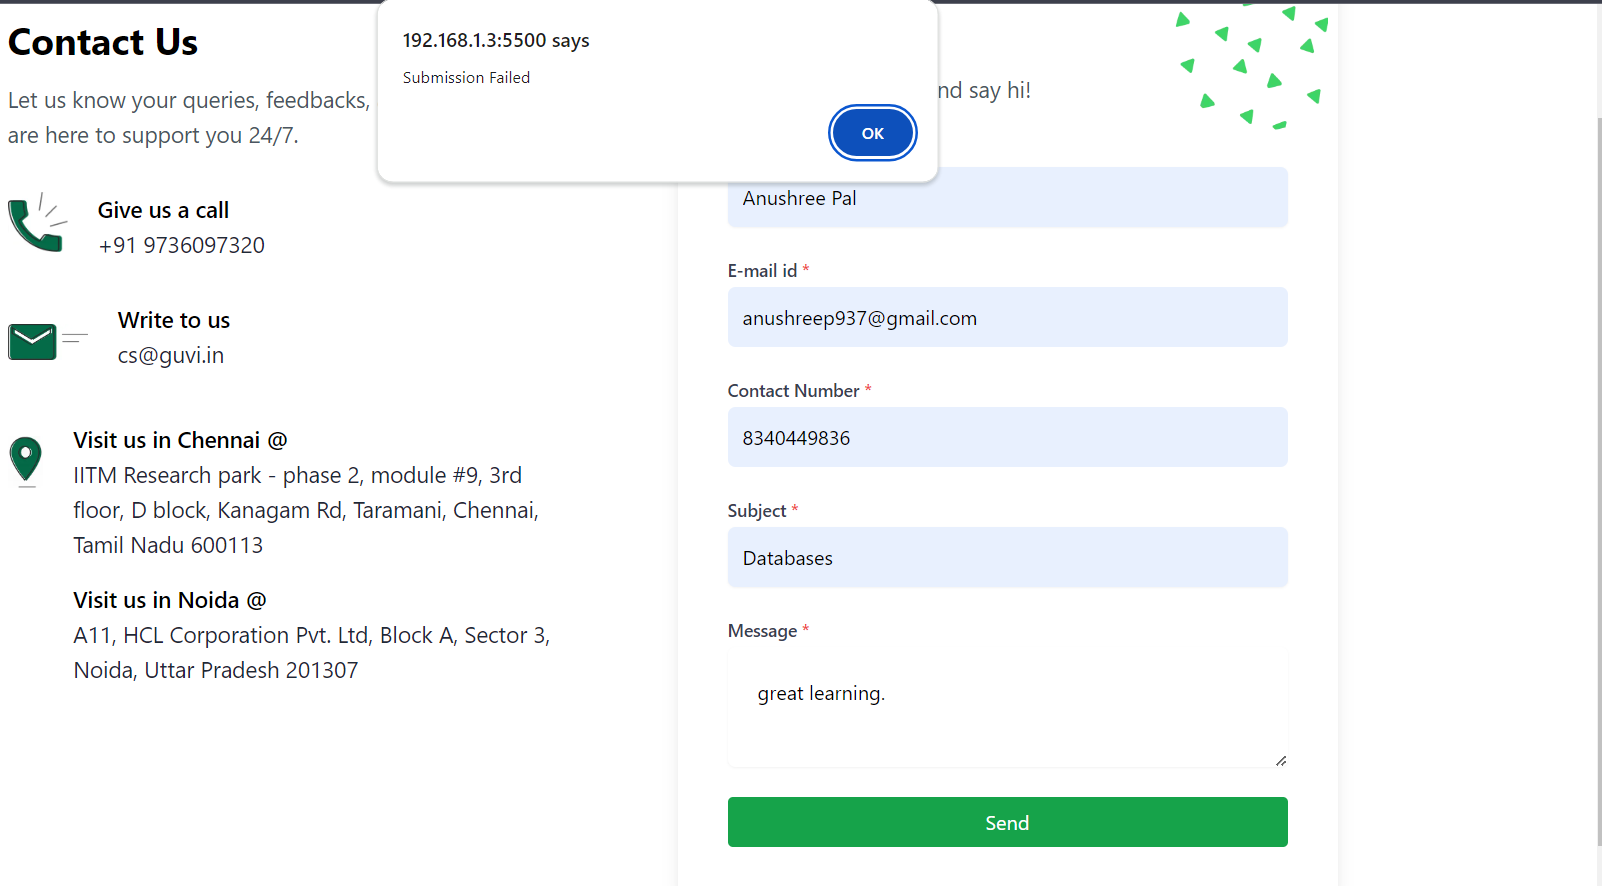 192.168.1.3:5500 says
Submission Failed
OK
Contact Us
Let us know your queries, feedbacks,
are here to support you 24/7.
Give us a call
+91 9736097320
Write to us
cs@guvi.in
Visit us in Chennai @
IITM Research park - phase 2, module #9, 3rd
floor, D block, Kanagam Rd, Taramani, Chennai,
Tamil Nadu 600113
Visit us in Noida @
A11, HCL Corporation Pvt. Ltd, Block A, Sector 3,
Noida, Uttar Pradesh 201307
say hi!
Anushree Pal
E-mail id *
anushreep937@gmail.com
Contact Number *
8340449836
Subject *
Databases
Message *
great learning.
Send